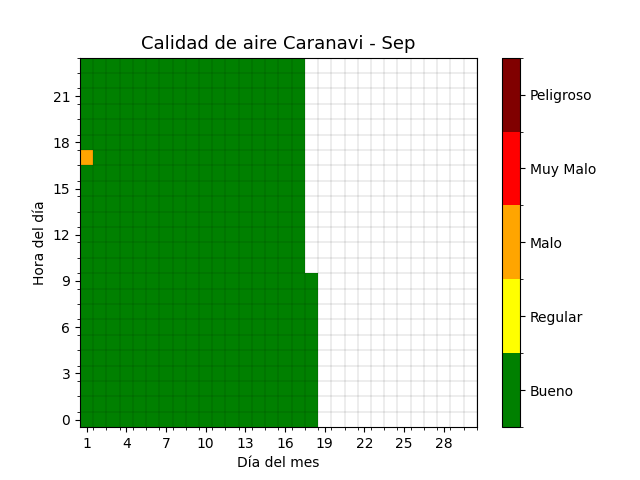 Calidad de aire Caranavi - Sep
Hora del día
21
18
15
12
9
6
3
0
1 4 7 10 13 16 19 22 25 28
Día del mes
Peligroso
Muy Malo
Malo
Regular
Bueno